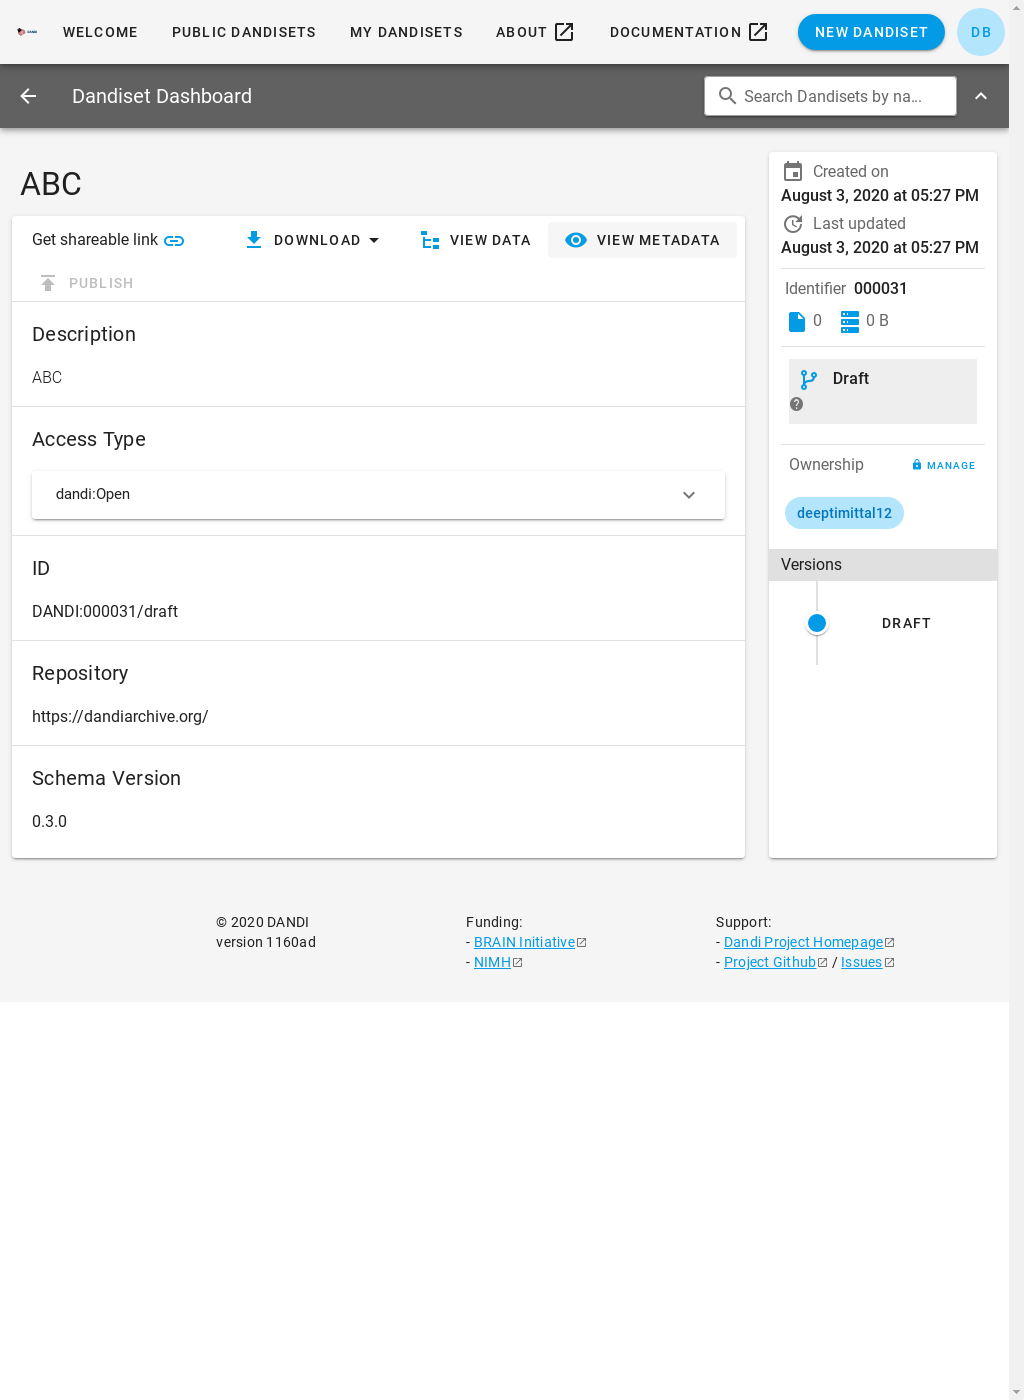 WELCOME PUBLIC DANDISETS MY DANDISETS ABOUT DOCUMENTATION NEW DANDISET DB
Dandiset Dashboard Search Dandisets by na...
ABC
Get shareable link DOWNLOAD VIEW DATA VIEW METADATA
PUBLISH
Description
ABC
Access Type
dandi:Open
ID
DANDI:000031/draft
Repository
https://dandiarchive.org/
Schema Version
0.3.0
Created on
August 3, 2020 at 05:27 PM
Last updated
August 3, 2020 at 05:27 PM
Identifier 000031
0 0 B
Draft
Ownership MANAGE
deeptimittal12
Versions
DRAFT
© 2020 DANDI
version 1160ad
Funding:
- BRAIN Initiative
- NIMH
Support:
- Dandi Project Homepage
- Project Github / Issues